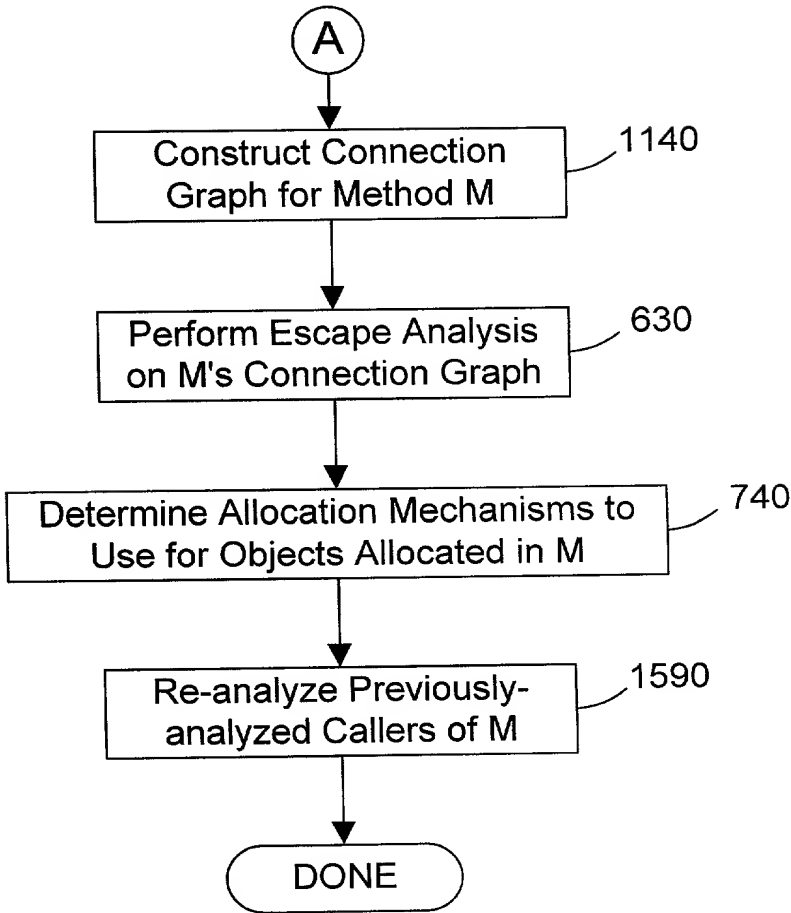 A
Construct Connection
Graph for Method M
1140
Perform Escape Analysis
on M's Connection Graph
630
Determine Allocation Mechanisms to
Use for Objects Allocated in M
740
Re-analyze Previously-
analyzed Callers of M
1590
DONE